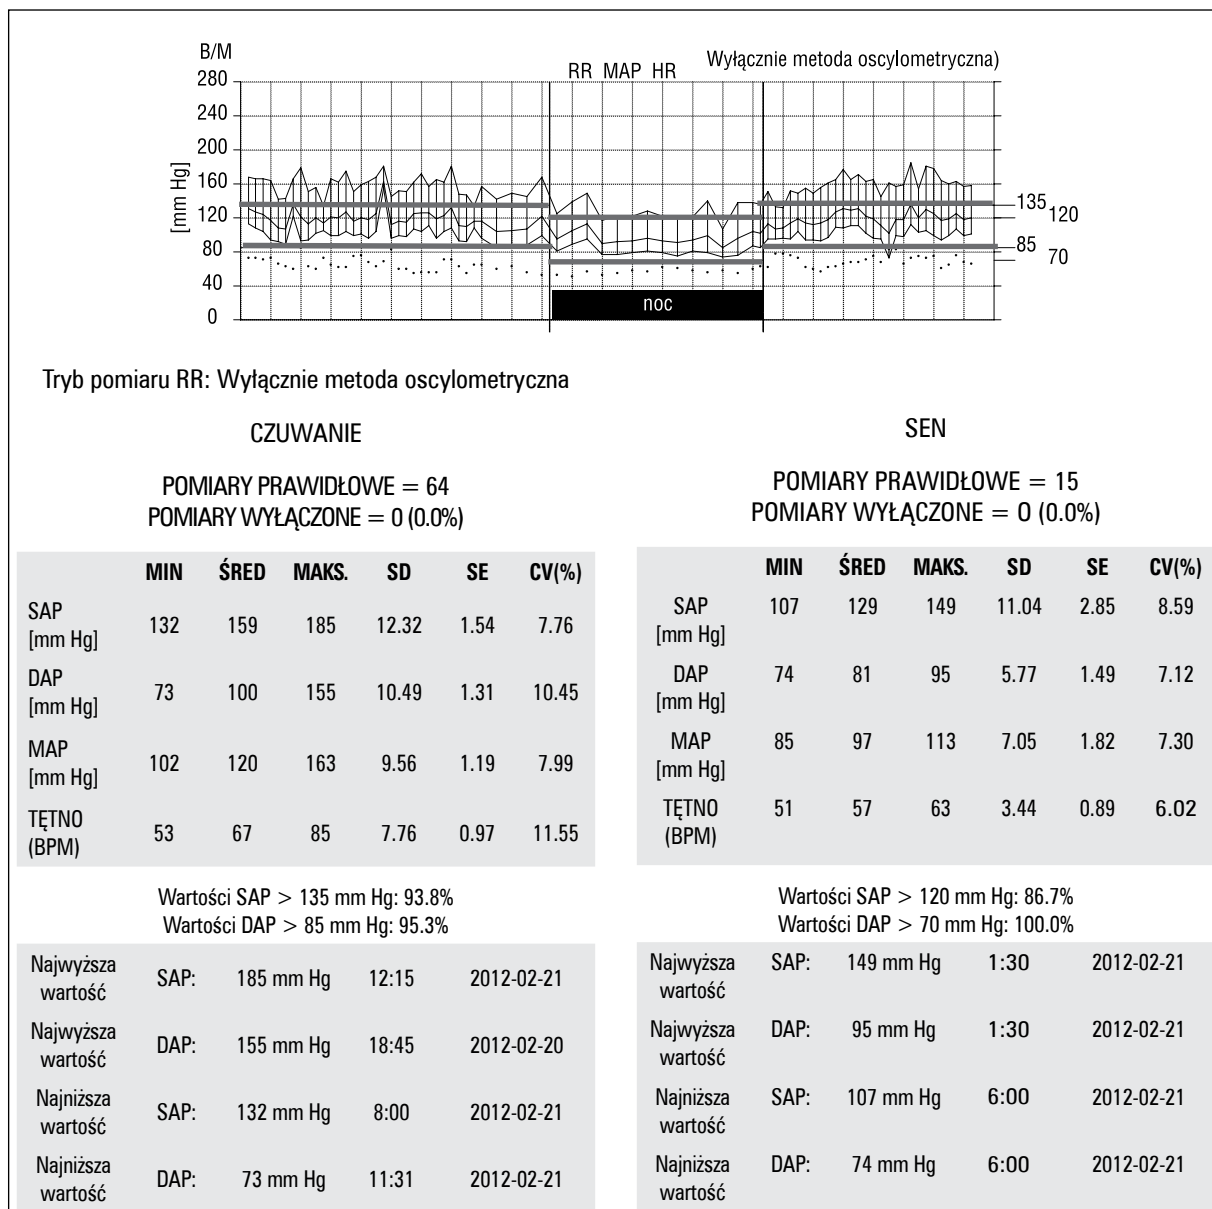 B/M
RR MAP HR
Wyłącznie metoda oscylometryczna)
280
240
200
160
120
80
40
0
[mm Hg]
135
120
85
70
noc
Tryb pomiaru RR: Wyłącznie metoda oscylometryczna
CZUWANIE
POMIARY PRAWIDŁOWE = 64
POMIARY WYŁĄCZONE = 0 (0.0%)
MIN ŚRED MAKS. SD SE CV(%)
SAP
[mm Hg] 132 159 185 12.32 1.54 7.76
DAP
[mm Hg] 73 100 155 10.49 1.31 10.45
MAP
[mm Hg] 102 120 163 9.56 1.19 7.99
TĘTNO
(BPM) 53 67 85 7.76 0.97 11.55
Wartości SAP > 135 mm Hg: 93.8%
Wartości DAP > 85 mm Hg: 95.3%
Najwyższa
wartość SAP: 185 mm Hg 12:15 2012-02-21
Najwyższa
wartość DAP: 155 mm Hg 18:45 2012-02-20
Najniższa
wartość SAP: 132 mm Hg 8:00 2012-02-21
Najniższa
wartość DAP: 73 mm Hg 11:31 2012-02-21
SEN
POMIARY PRAWIDŁOWE = 15
POMIARY WYŁĄCZONE = 0 (0.0%)
MIN ŚRED MAKS. SD SE CV(%)
SAP 107 129 149 11.04 2.85 8.59
[mm Hg]
DAP 74 81 95 5.77 1.49 7.12
[mm Hg]
MAP 85 97 113 7.05 1.82 7.30
[mm Hg]
TĘTNO 51 57 63 3.44 0.89 6.02
(BPM)
Wartości SAP > 120 mm Hg: 86.7%
Wartości DAP > 70 mm Hg: 100.0%
Najwyższa SAP: 149 mm Hg 1:30 2012-02-21
wartość
Najwyższa DAP: 95 mm Hg 1:30 2012-02-21
wartość
Najniższa SAP: 107 mm Hg 6:00 2012-02-21
wartość
Najniższa DAP: 74 mm Hg 6:00 2012-02-21
wartość